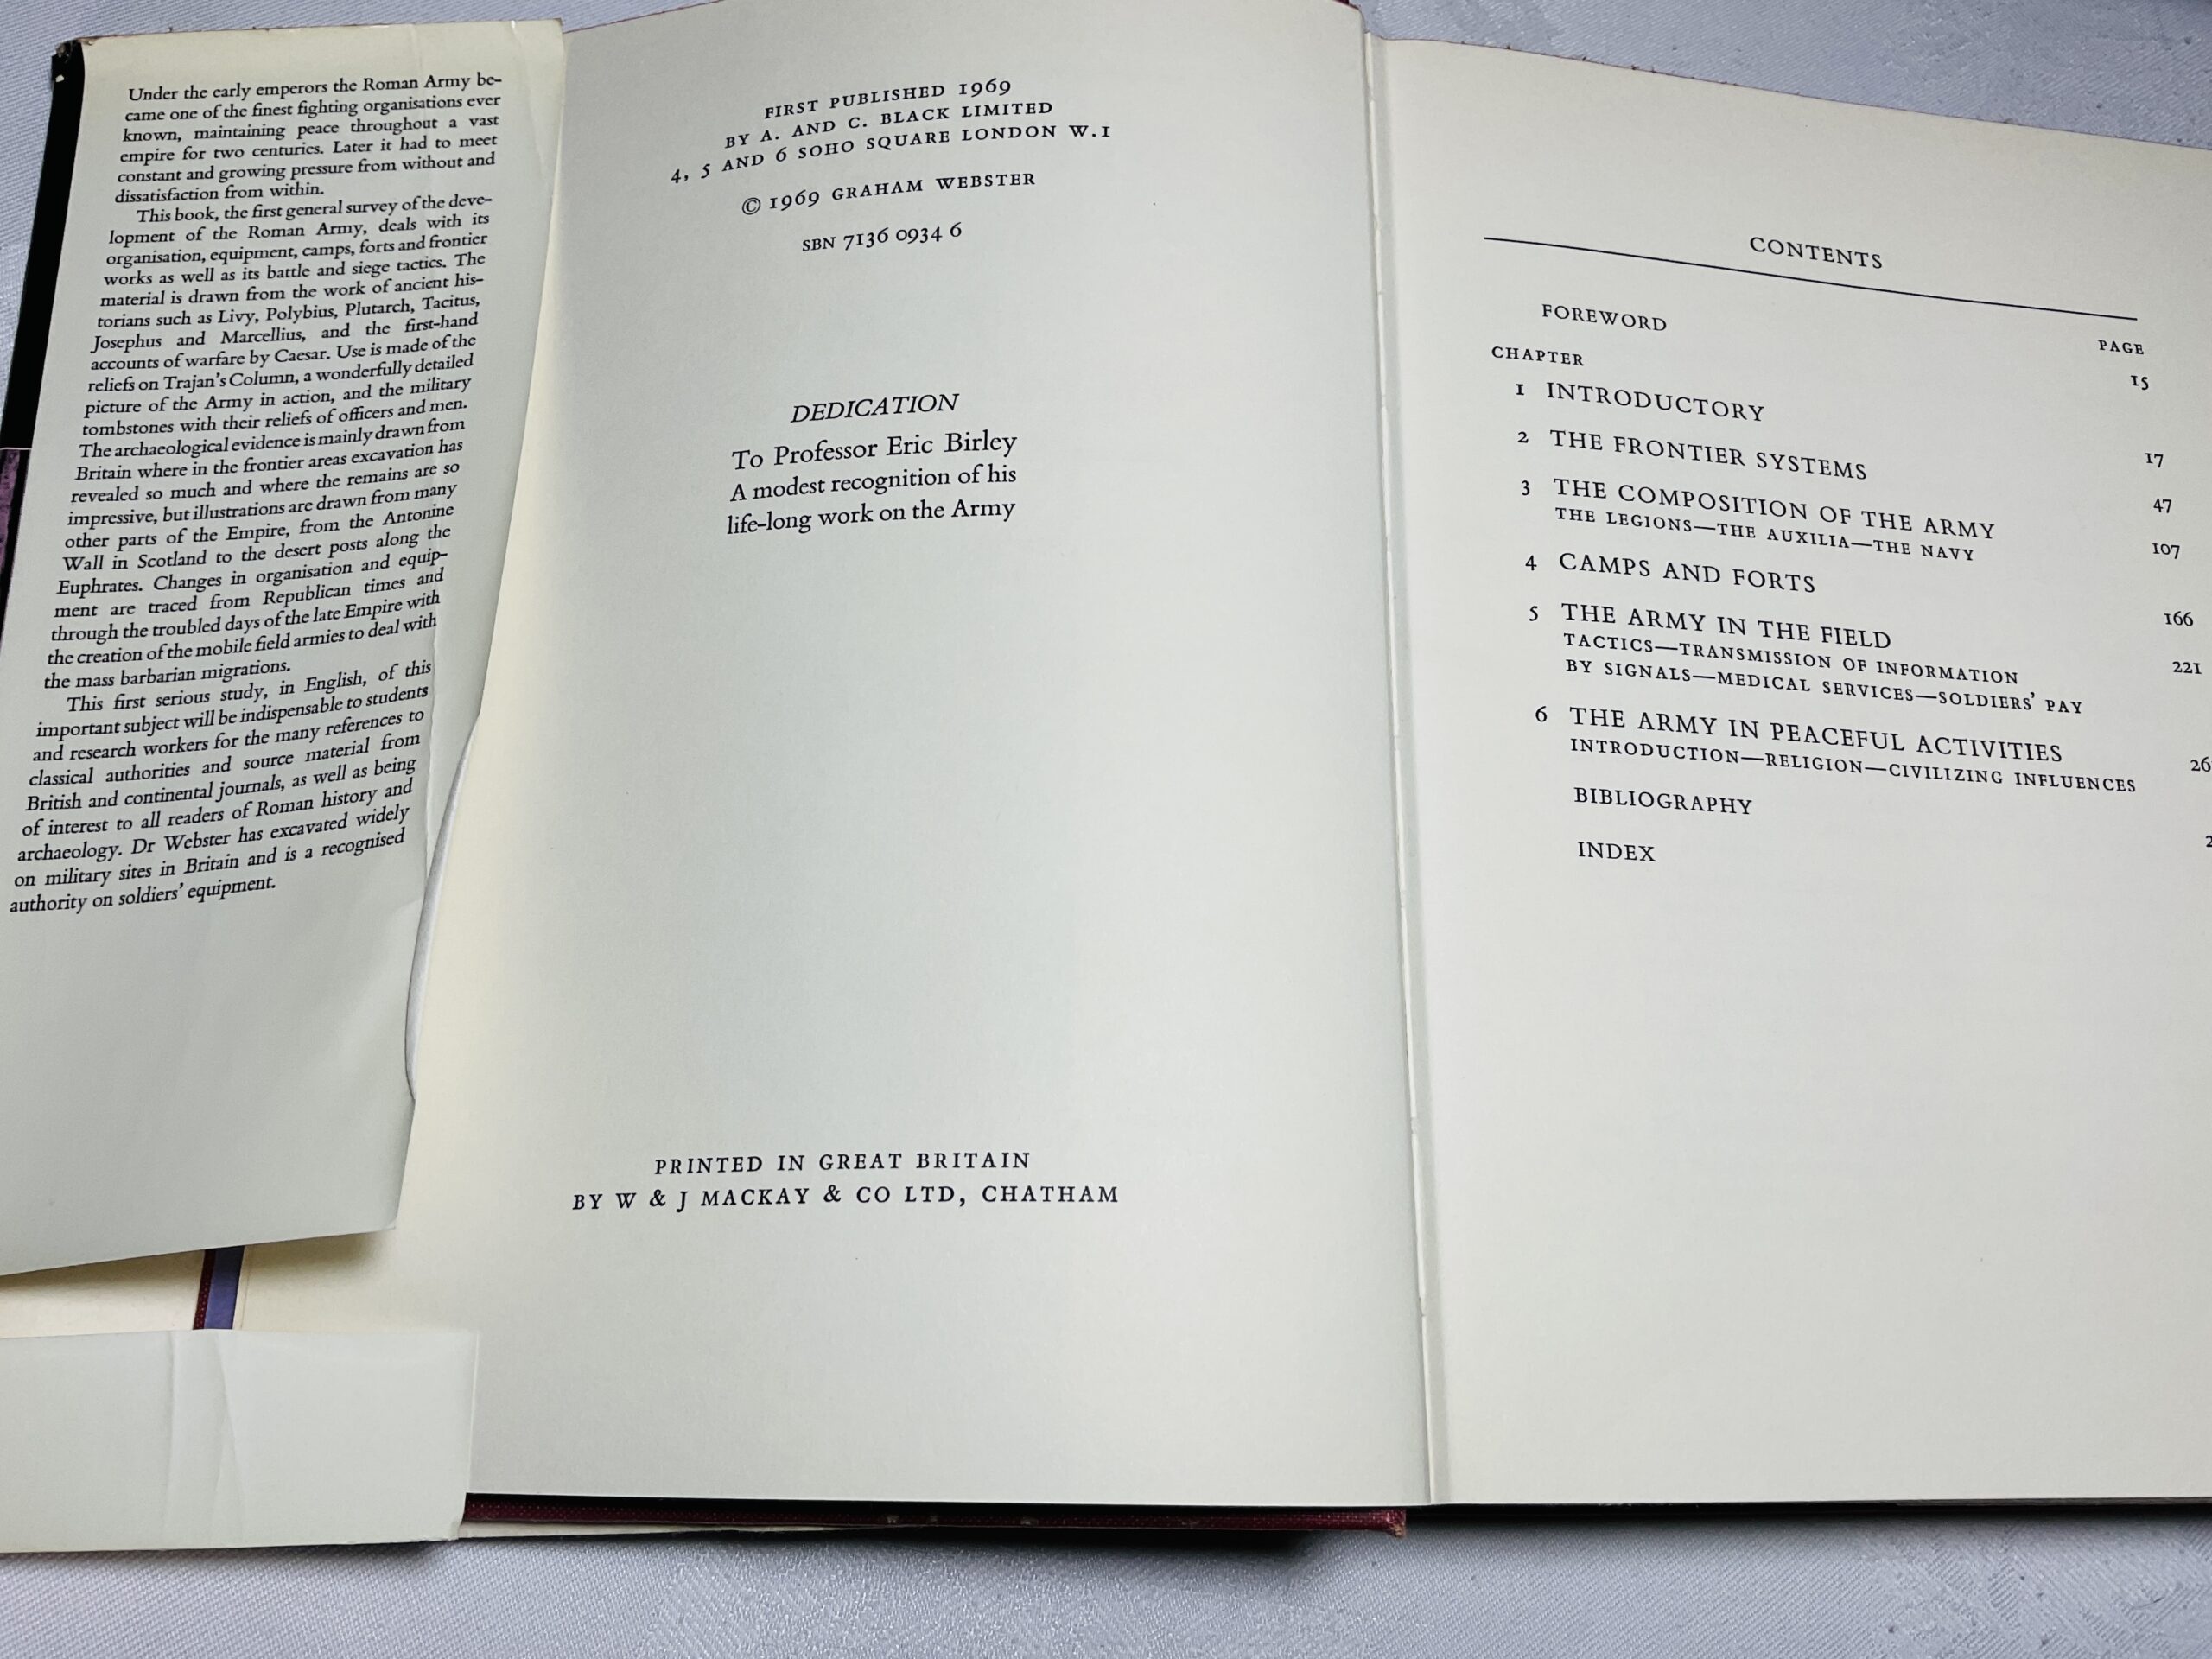 Under the early emperors the Roman Army be-
came one of the finest fighting organisations ever
known, maintaining peace throughout a vast
empire for two centuries. Later it had to meet
constant and growing pressure from without and
dissatisfaction from within.
This book, the first general survey of the deve-
lopment of the Roman Army, deals with its
organisation, equipment, camps, forts and frontier
works as well as its battle and siege tactics. The
material is drawn from the work of ancient his-
torians such as Livy, Polybius, Plutarch, Tacitus,
Josephus and Marcellius, and the first-hand
accounts of warfare by Caesar. Use is made of the
reliefs on Trajan's Column, a wonderfully detailed
picture of the Army in action, and the military
tombstones with their reliefs of officers and men.
The archaeological evidence is mainly drawn from
Britain where in the frontier areas excavation has
revealed so much and where the remains are so
impressive, but illustrations are drawn from many
other parts of the Empire, from the Antonine
Wall in Scotland to the desert posts along the
Euphrates. Changes in organisation and equip-
ment are traced from Republican times and
through the troubled days of the late Empire with
the creation of the mobile field armies to deal with
the mass barbarian migrations.
This first serious study, in English, of this
important subject will be indispensable to students
and research workers for the many references to
classical authorities and source material from
British and continental journals, as well as being
of interest to all readers of Roman history and
archaeology. Dr Webster has excavated widely
on military sites in Britain and is a recognised
authority on soldiers' equipment.
FIRST PUBLISHED 1969
BY A. AND C. BLACK LIMITED
4, 5 AND 6 SOHO SQUARE LONDON W.1
© 1969 GRAHAM WEBSTER
SBN 7136 0934 6
DEDICATION
To Professor Eric Birley
A modest recognition of his
life-long work on the Army
PRINTED IN GREAT BRITAIN
BY W & J MACKAY & CO LTD, CHATHAM
CONTENTS
PAGE
FOREWORD 15
CHAPTER
1 INTRODUCTORY 17
2 THE FRONTIER SYSTEMS 47
3 THE COMPOSITION OF THE ARMY 107
THE LEGIONS—THE AUXILIA—THE NAVY
4 CAMPS AND FORTS 166
5 THE ARMY IN THE FIELD 221
TACTICS—TRANSMISSION OF INFORMATION
BY SIGNALS—MEDICAL SERVICES—SOLDIERS' PAY
6 THE ARMY IN PEACEFUL ACTIVITIES
INTRODUCTION—RELIGION—CIVILIZING INFLUENCES
BIBLIOGRAPHY
INDEX